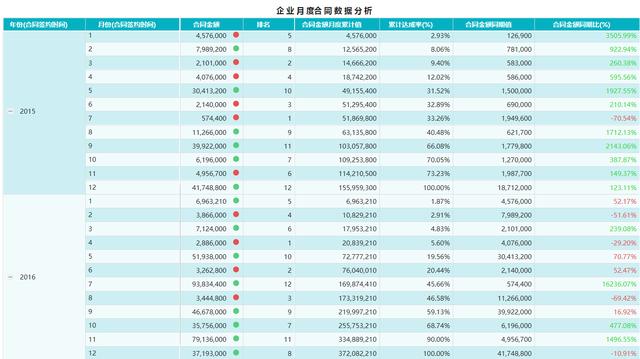 企业月度合同数据分析
年份(合同签约时间) 月份(合同签约时间) 合同金额 排名 合同金额月度累计值 累计达成率(%) 合同金额同期值 合同金额同期比(%)
1 4,576,000 5 4,576,000 2.93% 126,900 3505.99%
2 7,989,200 8 12,565,200 8.06% 781,000 922.94%
3 2,101,000 2 14,666,200 9.40% 583,000 260.38%
4 4,076,000 4 18,742,200 12.02% 586,000 595.56%
5 30,413,200 10 49,155,400 31.52% 1,500,000 1927.55%
6 2,140,000 3 51,295,400 32.89% 690,000 210.14%
2015 7 574,400 1 51,869,800 33.26% 1,949,600 -70.54%
8 11,266,000 9 63,135,800 40.48% 621,700 1712.13%
9 39,922,000 11 103,057,800 66.08% 1,779,800 2143.06%
10 6,196,000 7 109,253,800 70.05% 1,270,000 387.87%
11 4,956,700 6 114,210,500 73.23% 1,987,700 149.37%
12 41,748,800 12 155,959,300 100.00% 18,712,000 123.11%
1 6,963,210 5 6,963,210 1.87% 4,576,000 52.17%
2 3,866,000 4 10,829,210 2.91% 7,989,200 -51.61%
3 7,124,000 6 17,953,210 4.83% 2,101,000 239.08%
4 2,886,000 1 20,839,210 5.60% 4,076,000 -29.20%
5 51,938,000 10 72,777,210 19.56% 30,413,200 70.77%
6 3,262,800 2 76,040,010 20.44% 2,140,000 52.47%
2016 7 93,834,400 12 169,874,410 45.66% 574,400 16236.07%
8 3,444,800 3 173,319,210 46.58% 11,266,000 -69.42%
9 46,678,000 9 219,997,210 59.13% 39,922,000 16.92%
10 35,756,000 7 255,753,210 68.74% 6,196,000 477.08%
11 79,136,000 11 334,889,210 90.00% 4,956,700 1496.55%
12 37,193,000 8 372,082,210 100.00% 41,748,800 -10.91%